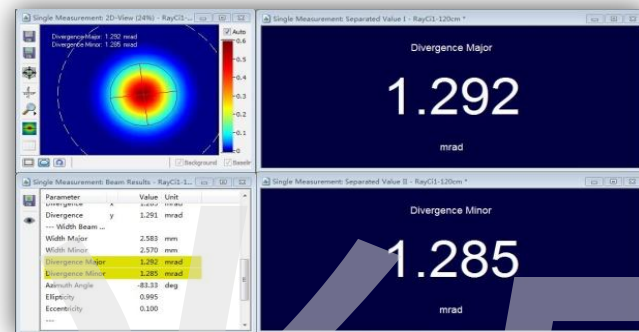 Single Measurement: 2D-View (24%) - RayCi1-...
Divergence Major: 1.292 mrad
Divergence Minor: 1.285 mrad
Auto
0.6
0.5
0.4
0.3
0.2
0.1
0
Background
Baseline
Single Measurement: Separated Value I - RayCi1-120cm *
Divergence Major
1.292
mrad
Single Measurement: Beam Results - RayCi1-1...
Parameter Value Unit
Divergence x mrad
Divergence y 1.291 mrad
--- Width Beam ...
Width Major 2.583 mm
Width Minor 2.570 mm
Divergence Major 1.292 mrad
Divergence Minor 1.285 mrad
Azimuth Angle -83.33 deg
Ellipticity 0.995
Eccentricity 0.100
---
Single Measurement: Separated Value II - RayCi1-120cm *
Divergence Minor
1.285
mrad